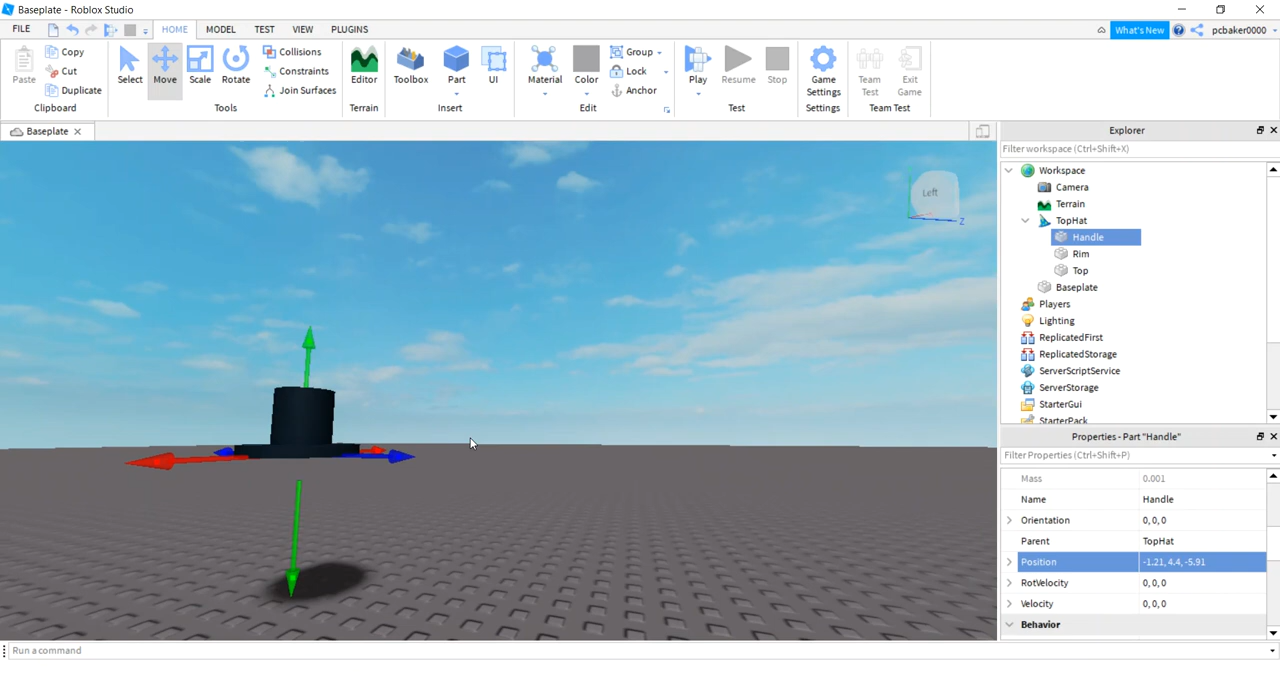 Baseplate - Roblox Studio
FILE HOME MODEL TEST VIEW PLUGINS What's New pcbaker0000
Paste Copy Cut Duplicate Clipboard
Select Move Scale Rotate Collisions Constraints Join Surfaces Tools
Editor Terrain
Toolbox Part UI Insert
Material Color Group Lock Anchor Edit
Play Resume Stop Test
Game Settings Settings
Team Test Exit Game Team Test
Baseplate
Left
Z
Explorer
Filter workspace (Ctrl+Shift+X)
Workspace
Camera
Terrain
TopHat
Handle
Rim
Top
Baseplate
Players
Lighting
ReplicatedFirst
ReplicatedStorage
ServerScriptService
ServerStorage
StarterGui
StarterPack
Properties - Part "Handle"
Filter Properties (Ctrl+Shift+P)
Mass 0.001
Name Handle
Orientation 0, 0, 0
Parent TopHat
Position -1.21, 4.4, -5.91
RotVelocity 0, 0, 0
Velocity 0, 0, 0
Behavior
Run a command